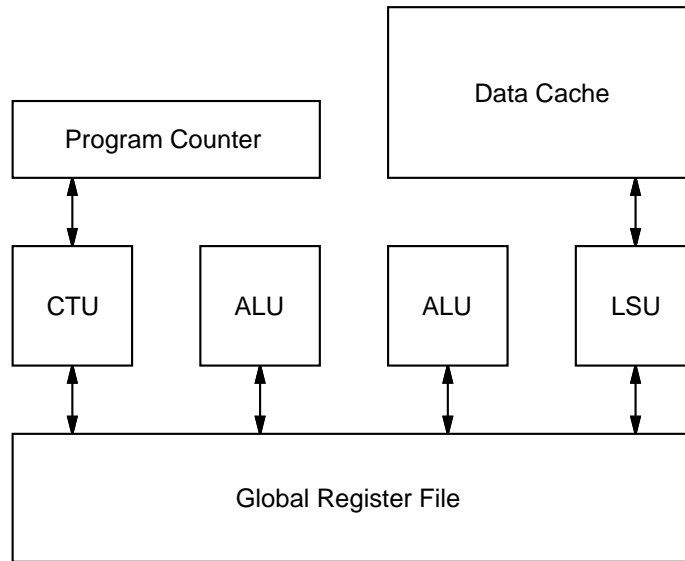 Data Cache
Program Counter
CTU
ALU
ALU
LSU
Global Register File